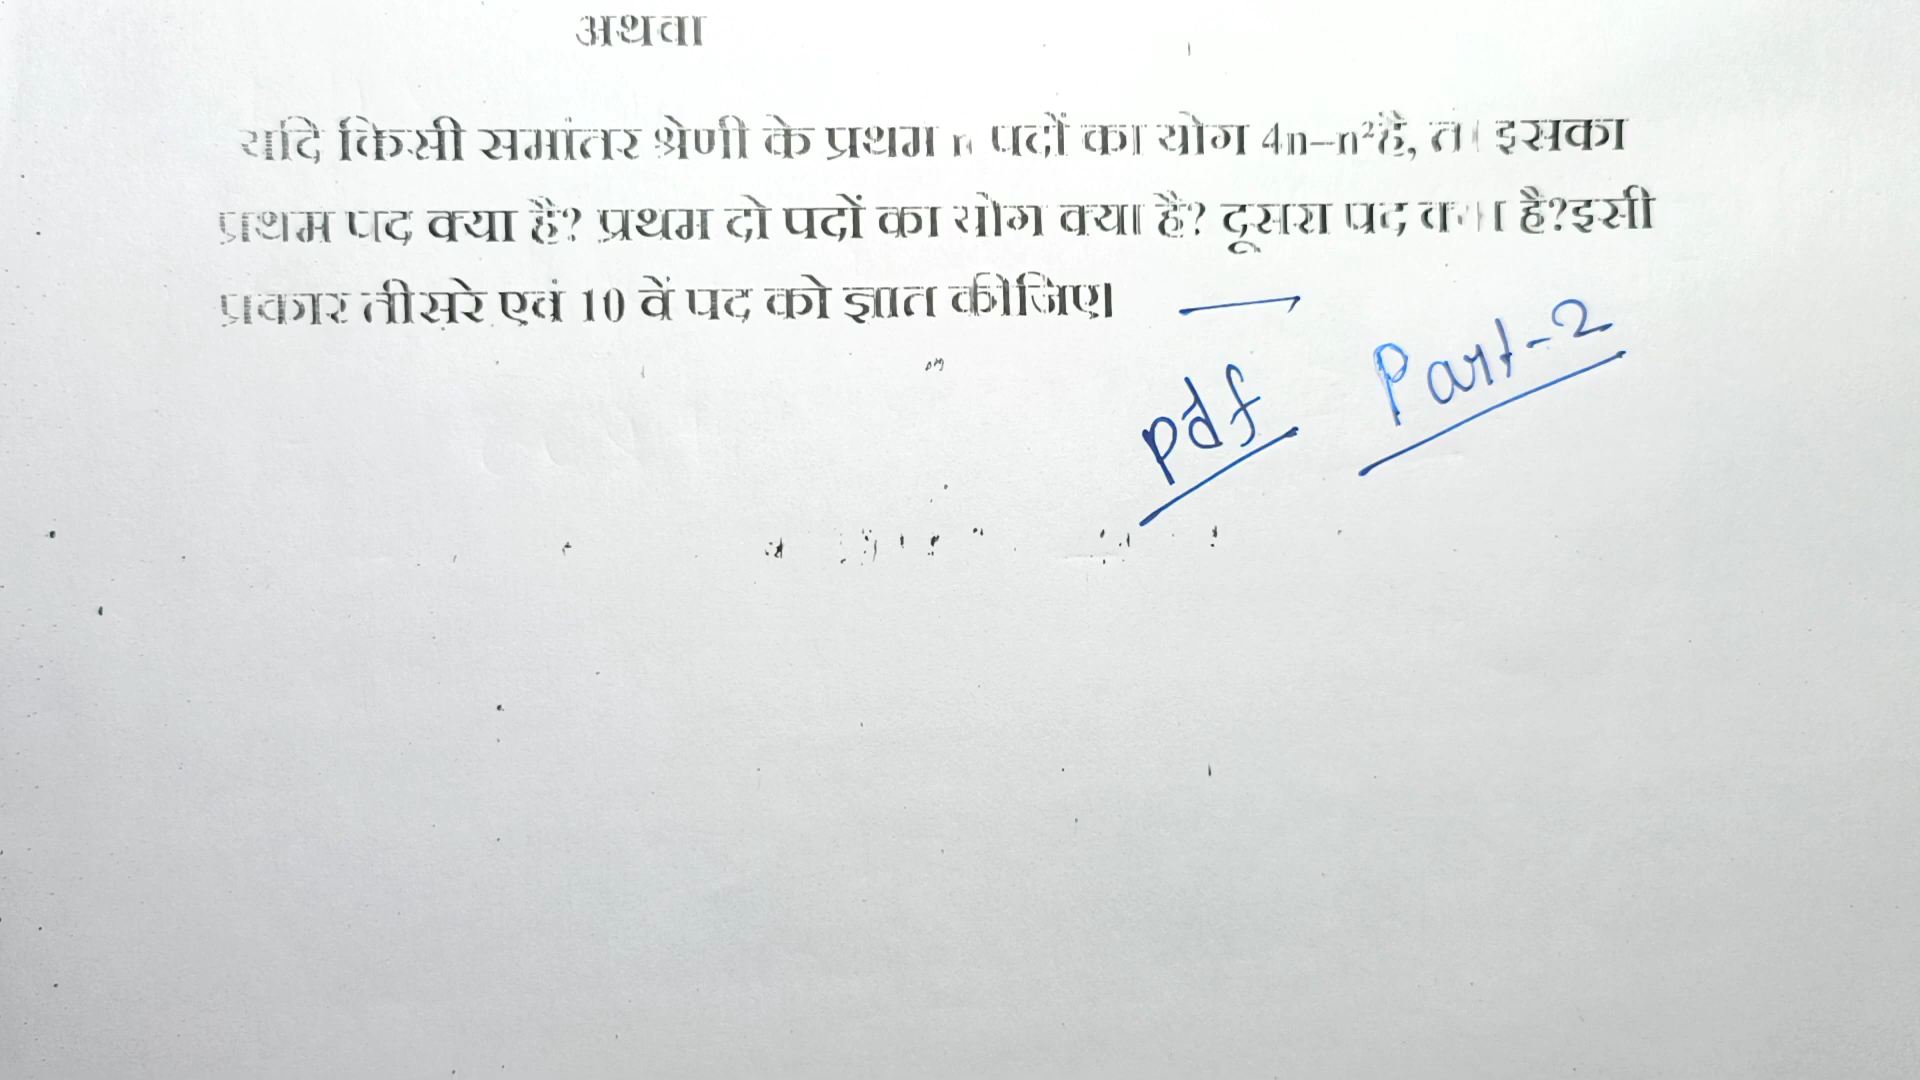 अथवा
यदि किसी समांतर श्रेणी के प्रथम n पदों का योग 4n–n² है, तो इसका
प्रथम पद क्या है? प्रथम दो पदों का योग क्या है? दूसरा पद क्या है?इसी
प्रकार तीसरे एवं 10 वें पद को ज्ञात कीजिए।
pdf Part-2